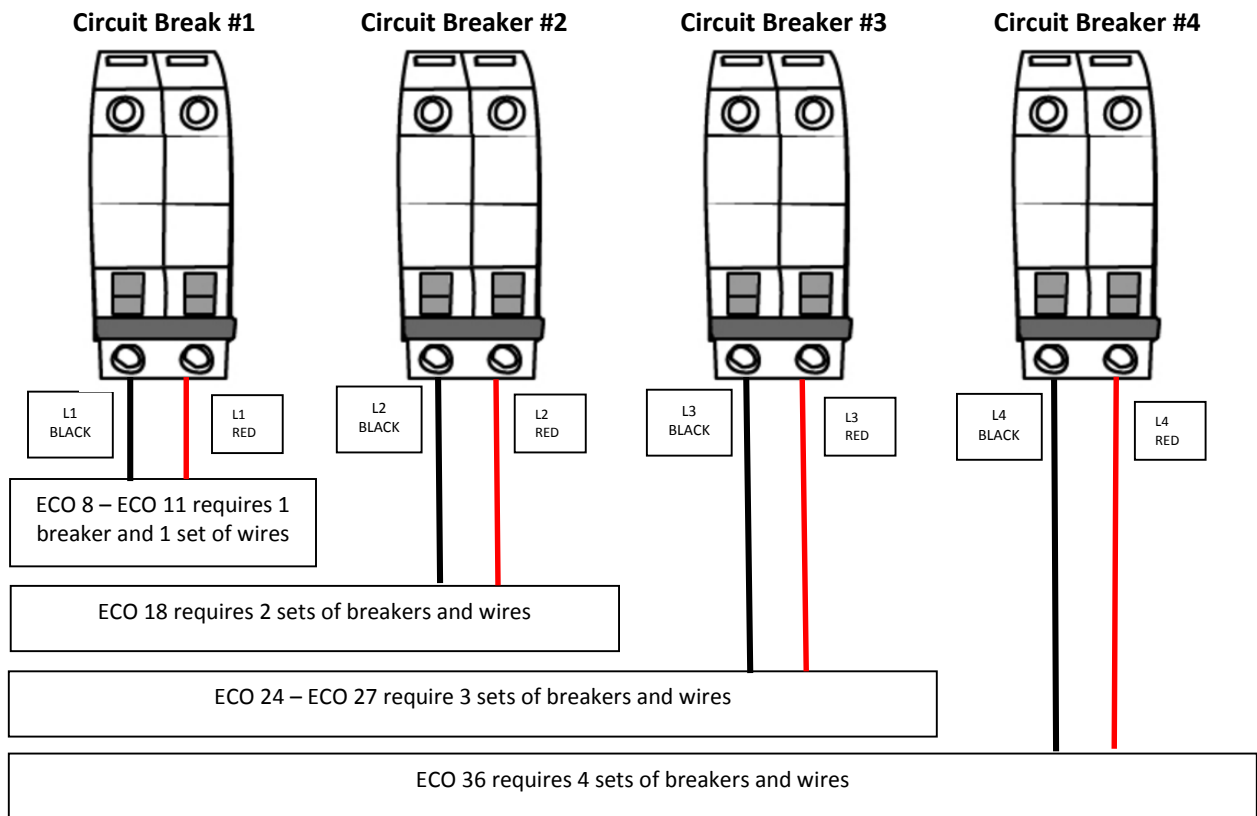 Circuit Break #1
Circuit Breaker #2
Circuit Breaker #3
Circuit Breaker #4
L1
BLACK
L1
RED
L2
BLACK
L2
RED
L3
BLACK
L3
RED
L4
BLACK
L4
RED
ECO 8 – ECO 11 requires 1
breaker and 1 set of wires
ECO 18 requires 2 sets of breakers and wires
ECO 24 – ECO 27 require 3 sets of breakers and wires
ECO 36 requires 4 sets of breakers and wires